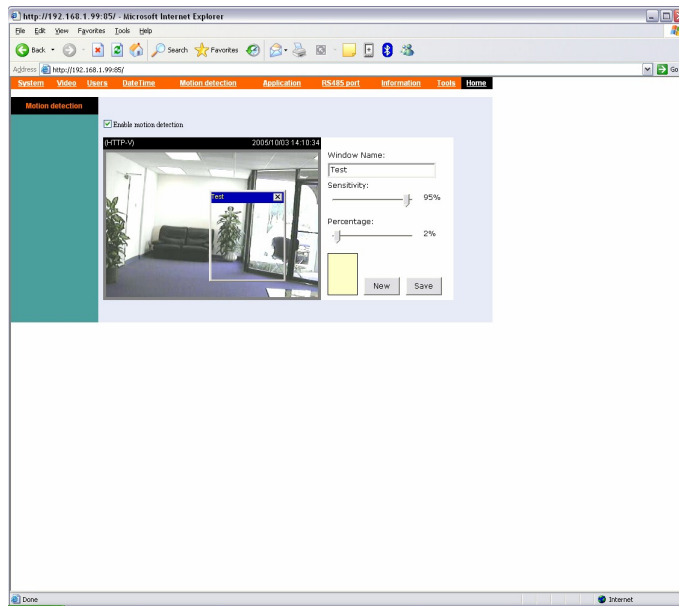 http://192.168.1.99:85/ - Microsoft Internet Explorer
File Edit View Favorites Tools Help
Back Search Favorites
Address http://192.168.1.99:85/ Go
System Video Users DateTime Motion detection Application RS485 port Information Tools Home
Motion detection
Enable motion detection
(HTTP-V) 2005/10/03 14:10:34
Window Name:
Test
Sensitivity:
95%
Test
Percentage:
2%
New Save
Done Internet